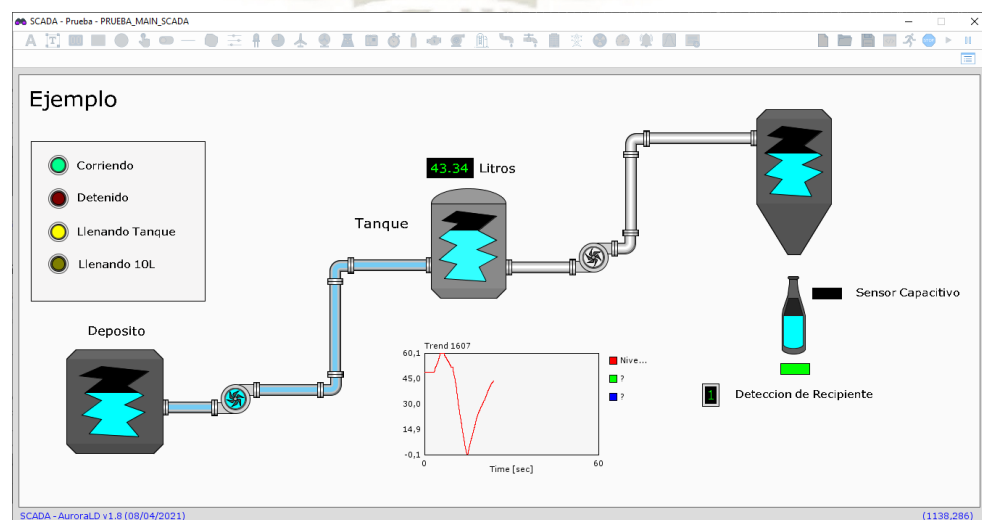 SCADA - Prueba - PRUEBA_MAIN_SCADA
Ejemplo
Corriendo
Detenido
Llenando Tanque
Llenando 10L
43.34 Litros
Tanque
Sensor Capacitivo
Deposito
Trend 1607
60,1
45,0
30,0
14,9
-0,1
0
60
Time [sec]
Nive...
?
?
1
Deteccion de Recipiente
SCADA - AuroraLD v1.8 (08/04/2021)
(1138,286)